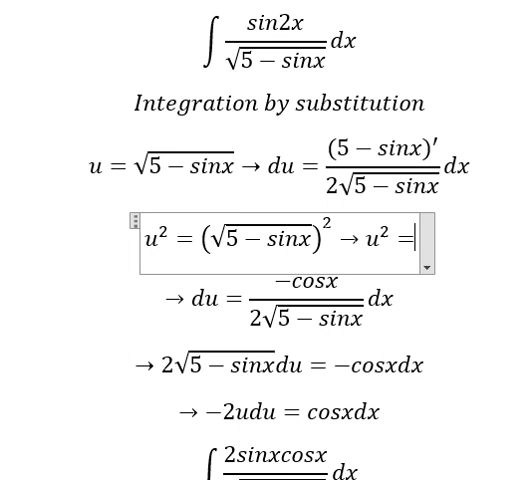 ∫ sin2x / √(5 − sinx) dx
Integration by substitution
u = √(5 − sinx) → du = (5 − sinx)′ / 2√(5 − sinx) dx
u² = (√(5 − sinx))² → u² =
→ du = −cosx / 2√(5 − sinx) dx
→ 2√(5 − sinx)du = −cosxdx
→ −2udu = cosxdx
∫ 2sinxcosx dx